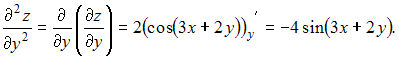 ∂²z/∂y² = ∂/∂y (∂z/∂y) = 2(cos(3x + 2y))′_y = −4 sin(3x + 2y).